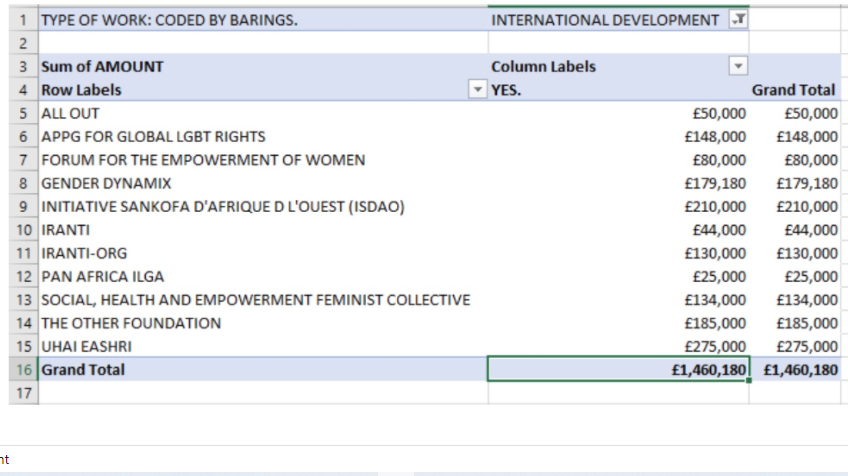 1 TYPE OF WORK: CODED BY BARINGS. INTERNATIONAL DEVELOPMENT
2
3 Sum of AMOUNT Column Labels
4 Row Labels YES. Grand Total
5 ALL OUT £50,000 £50,000
6 APPG FOR GLOBAL LGBT RIGHTS £148,000 £148,000
7 FORUM FOR THE EMPOWERMENT OF WOMEN £80,000 £80,000
8 GENDER DYNAMIX £179,180 £179,180
9 INITIATIVE SANKOFA D'AFRIQUE D L'OUEST (ISDAO) £210,000 £210,000
10 IRANTI £44,000 £44,000
11 IRANTI-ORG £130,000 £130,000
12 PAN AFRICA ILGA £25,000 £25,000
13 SOCIAL, HEALTH AND EMPOWERMENT FEMINIST COLLECTIVE £134,000 £134,000
14 THE OTHER FOUNDATION £185,000 £185,000
15 UHAI EASHRI £275,000 £275,000
16 Grand Total £1,460,180 £1,460,180
17
nt